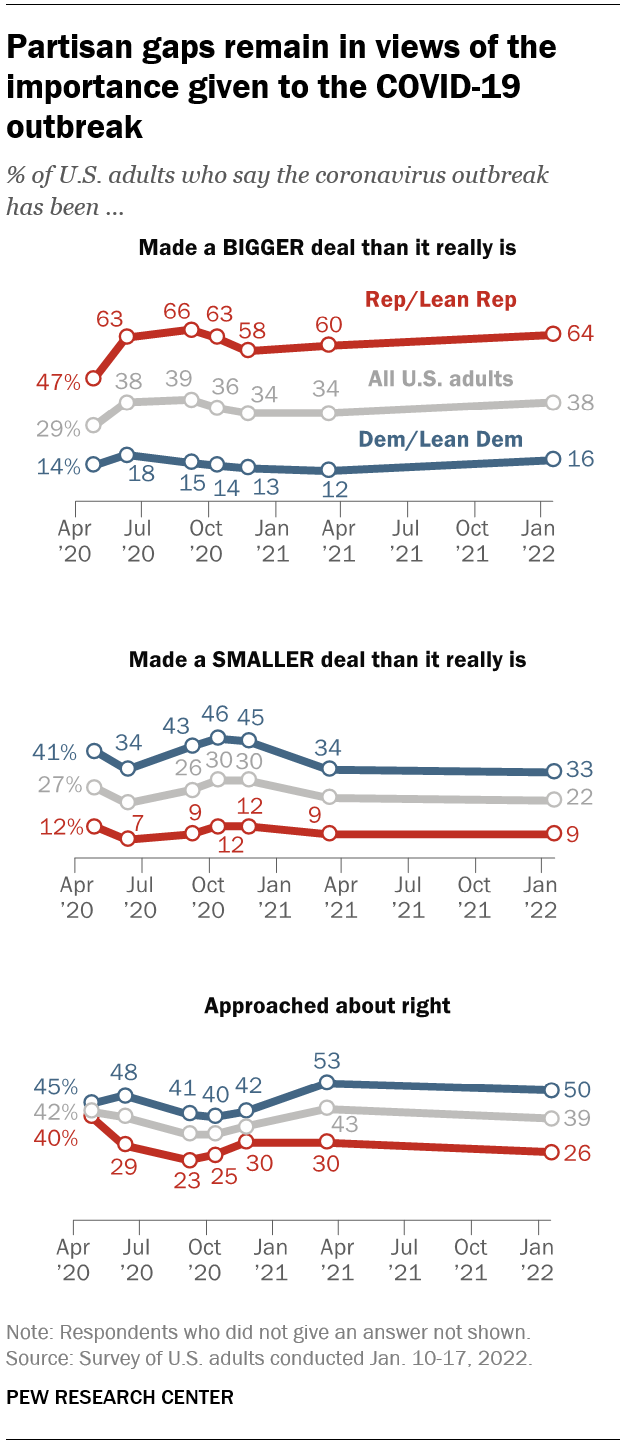 Partisan gaps remain in views of the
importance given to the COVID-19
outbreak
% of U.S. adults who say the coronavirus outbreak
has been ...
Made a BIGGER deal than it really is
Rep/Lean Rep
47% 63 66 63 58 60 64
All U.S. adults
29% 38 39 36 34 34 38
Dem/Lean Dem
14% 18 15 14 13 12 16
Apr Jul Oct Jan Apr Jul Oct Jan
’20 ’20 ’20 ’21 ’21 ’21 ’21 ’22
Made a SMALLER deal than it really is
41% 34 43 46 45 34 33
27% 26 30 30 22
12% 7 9 12 12 9 9
Apr Jul Oct Jan Apr Jul Oct Jan
’20 ’20 ’20 ’21 ’21 ’21 ’21 ’22
Approached about right
45% 48 41 40 42 53 50
42% 43 39
40% 29 23 25 30 30 26
Apr Jul Oct Jan Apr Jul Oct Jan
’20 ’20 ’20 ’21 ’21 ’21 ’21 ’22
Note: Respondents who did not give an answer not shown.
Source: Survey of U.S. adults conducted Jan. 10-17, 2022.
PEW RESEARCH CENTER